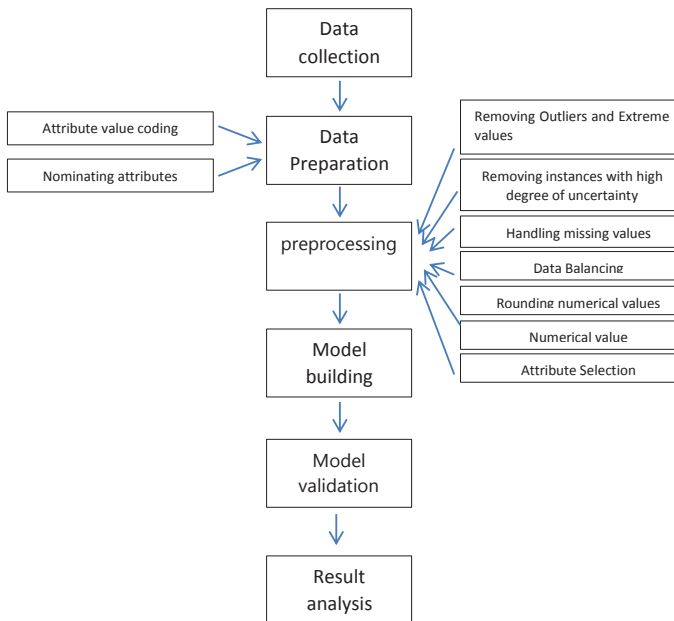 Data
collection
Attribute value coding
Nominating attributes
Data
Preparation
Removing Outliers and Extreme
values
Removing instances with high
degree of uncertainty
Handling missing values
Data Balancing
Rounding numerical values
Numerical value
Attribute Selection
preprocessing
Model
building
Model
validation
Result
analysis